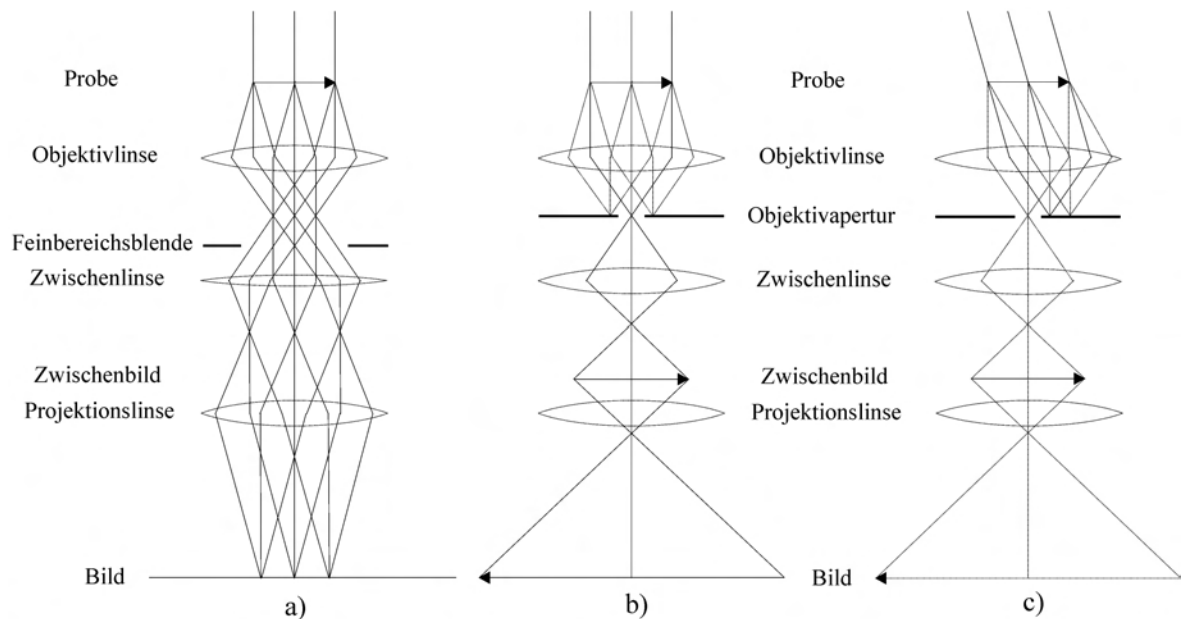 Probe
Objektivlinse
Feinbereichsblende
Zwischenlinse
Zwischenbild
Projektionslinse
Bild
a)
b)
Probe
Objektivlinse
Objektivapertur
Zwischenlinse
Zwischenbild
Projektionslinse
Bild
c)